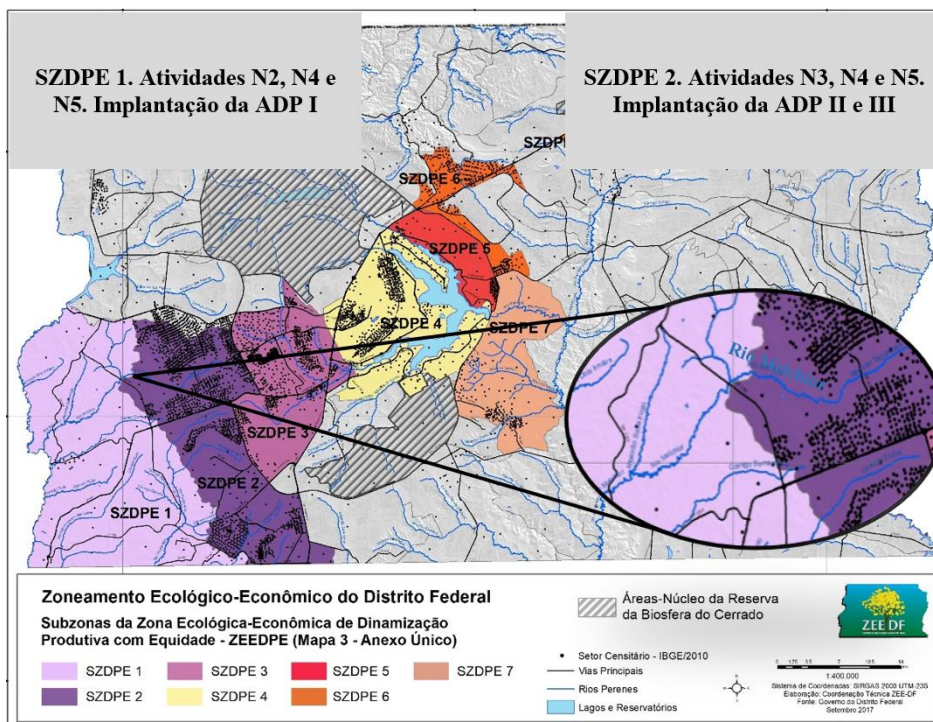 SZDPE 1. Atividades N2, N4 e
N5. Implantação da ADP I
SZDPE 2. Atividades N3, N4 e N5.
Implantação da ADP II e III
SZDPE 6
SZDPE 5
SZDPE 4
SZDPE 7
SZDPE 3
SZDPE 2
SZDPE 1
Rio Melchior
Zoneamento Ecológico-Econômico do Distrito Federal
Subzonas da Zona Ecológica-Econômica de Dinamização
Produtiva com Equidade - ZEEDPE (Mapa 3 - Anexo Único)
SZDPE 1
SZDPE 3
SZDPE 5
SZDPE 7
SZDPE 2
SZDPE 4
SZDPE 6
Áreas-Núcleo da Reserva
da Biosfera do Cerrado
Setor Censitário - IBGE/2010
Vias Principais
Rios Perenes
Lagos e Reservatórios
ZEE DF
1:400.000
Sistema de Coordenadas: SIRGAS 2000 UTM-23S
Elaboração: Coordenação Técnica ZEE-DF
Fonte: Governo do Distrito Federal
Setembro 2017